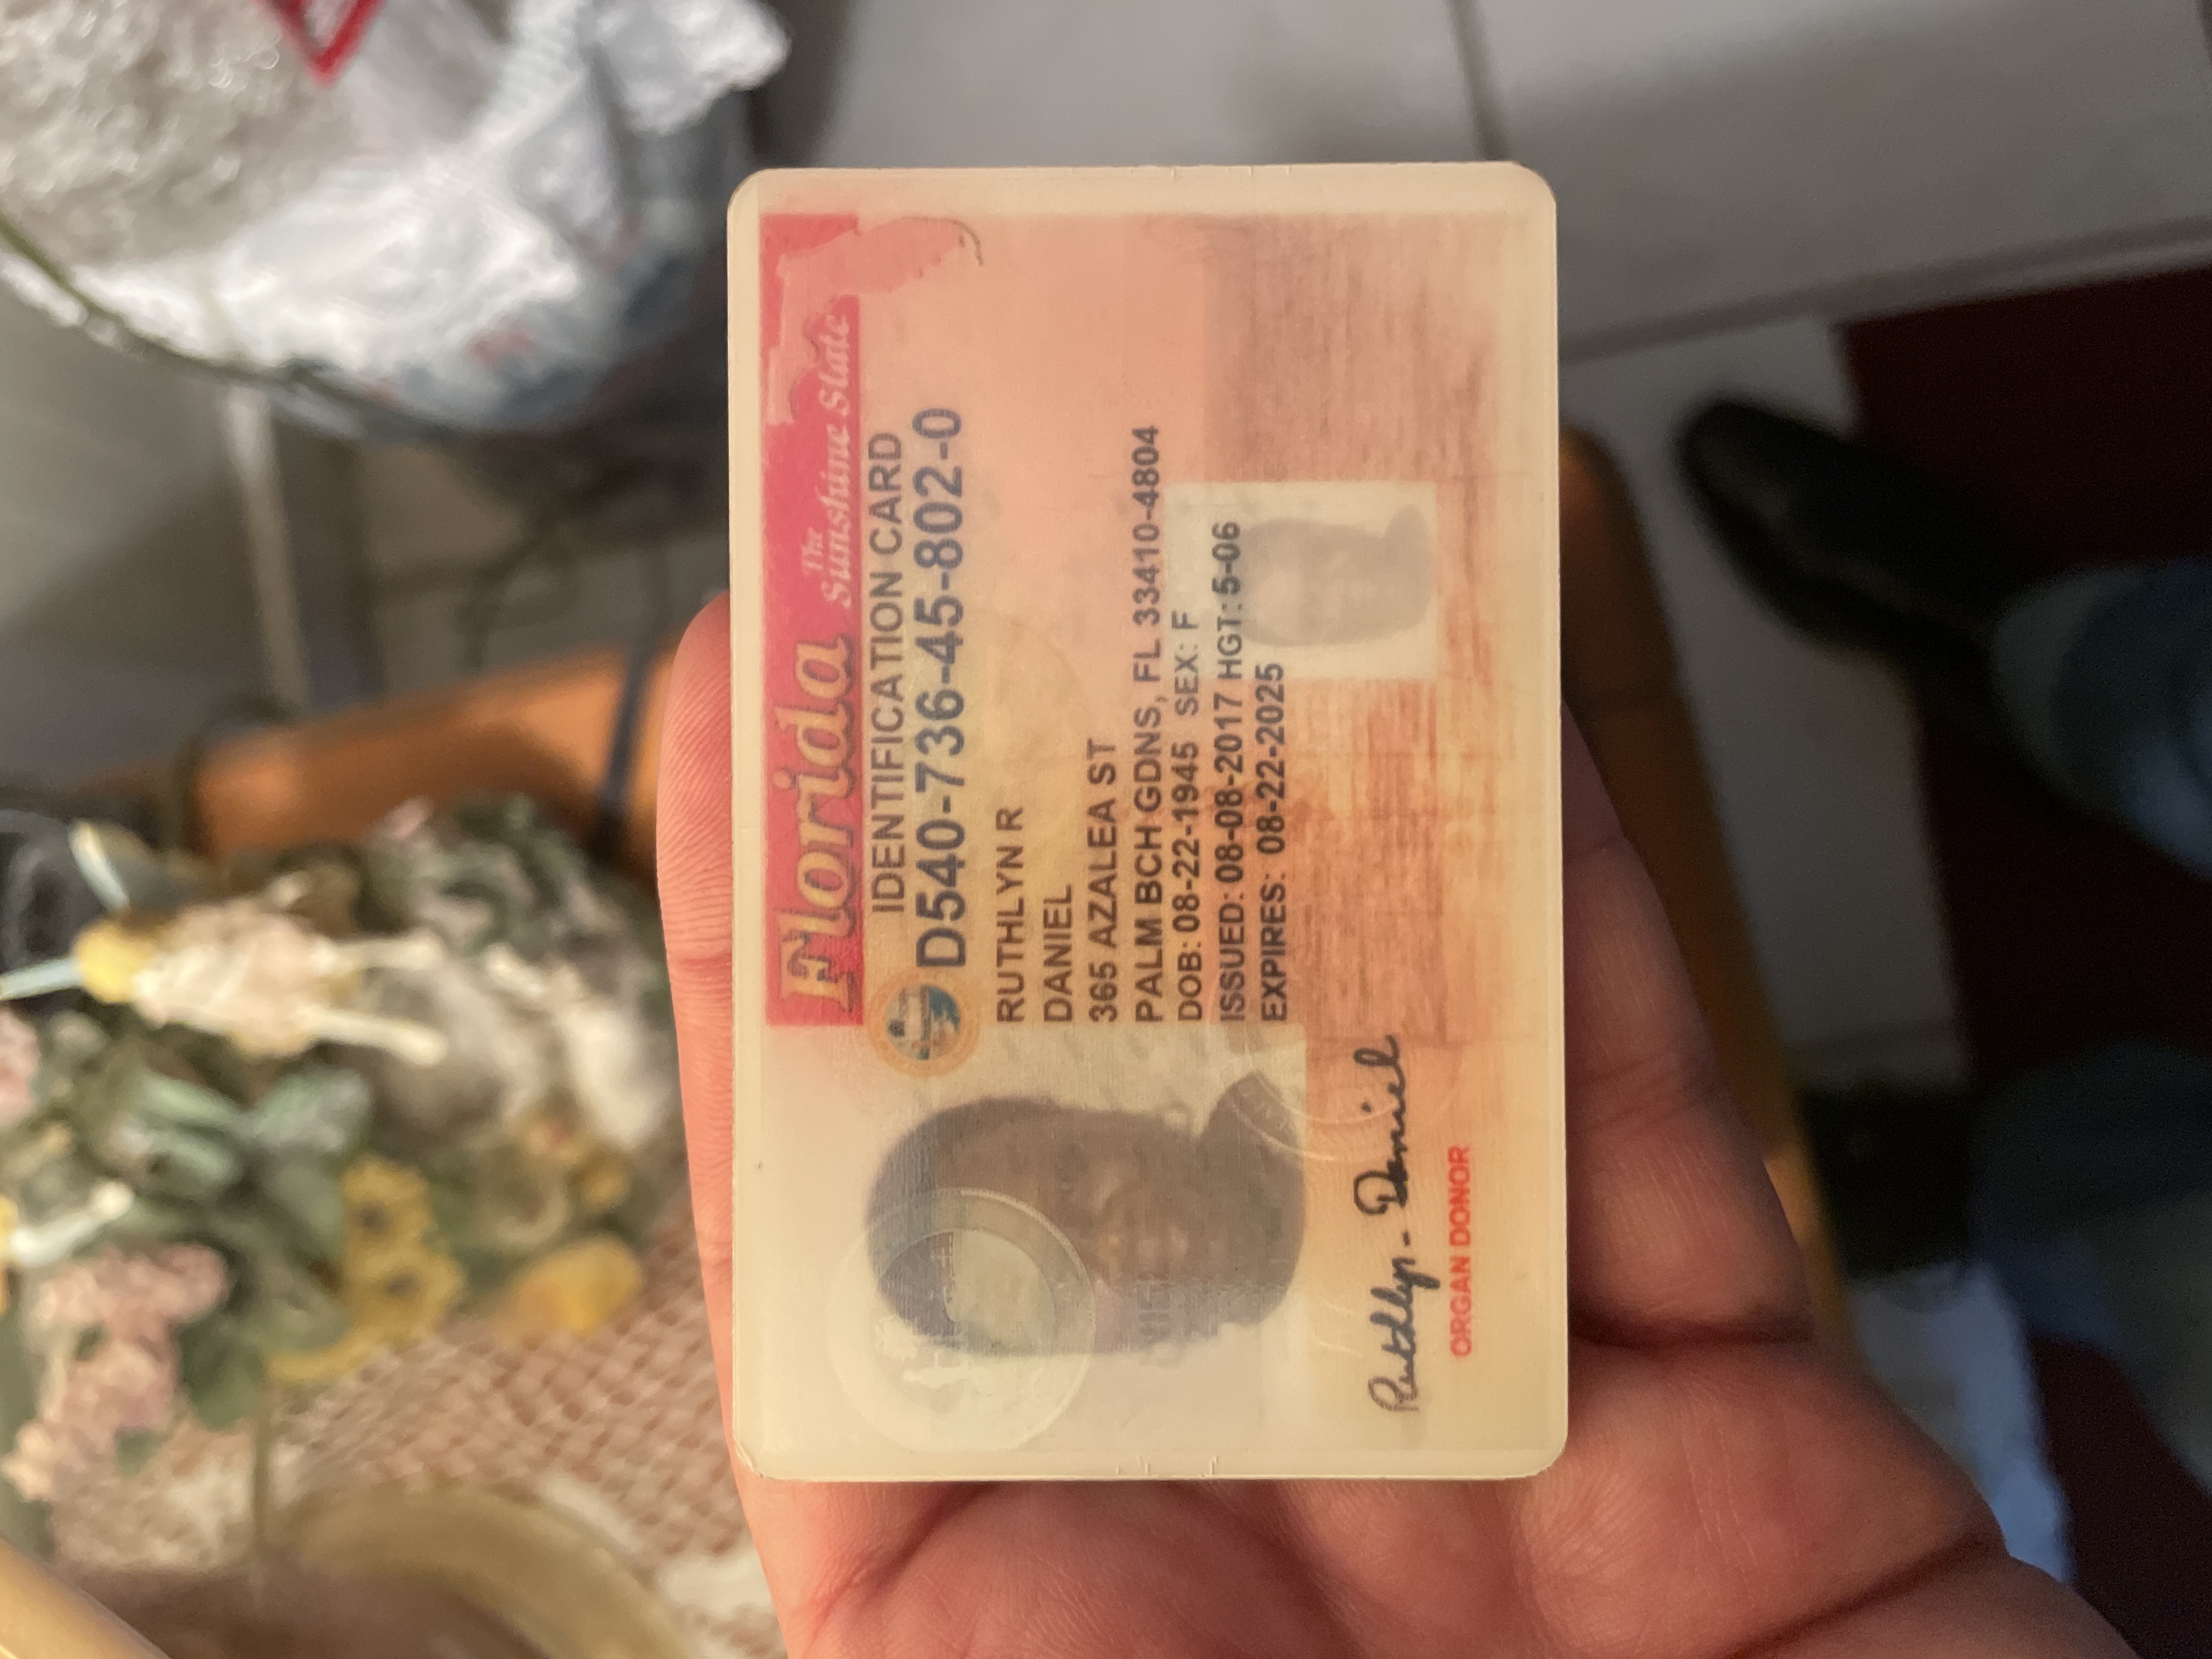 Florida The Sunshine State
IDENTIFICATION CARD
D540-736-45-802-0
RUTHLYN R
DANIEL
365 AZALEA ST
PALM BCH GDNS, FL 33410-4804
DOB: 08-22-1945 SEX: F
ISSUED: 08-08-2017 HGT: 5-06
EXPIRES: 08-22-2025
Ruthlyn - Daniel
ORGAN DONOR